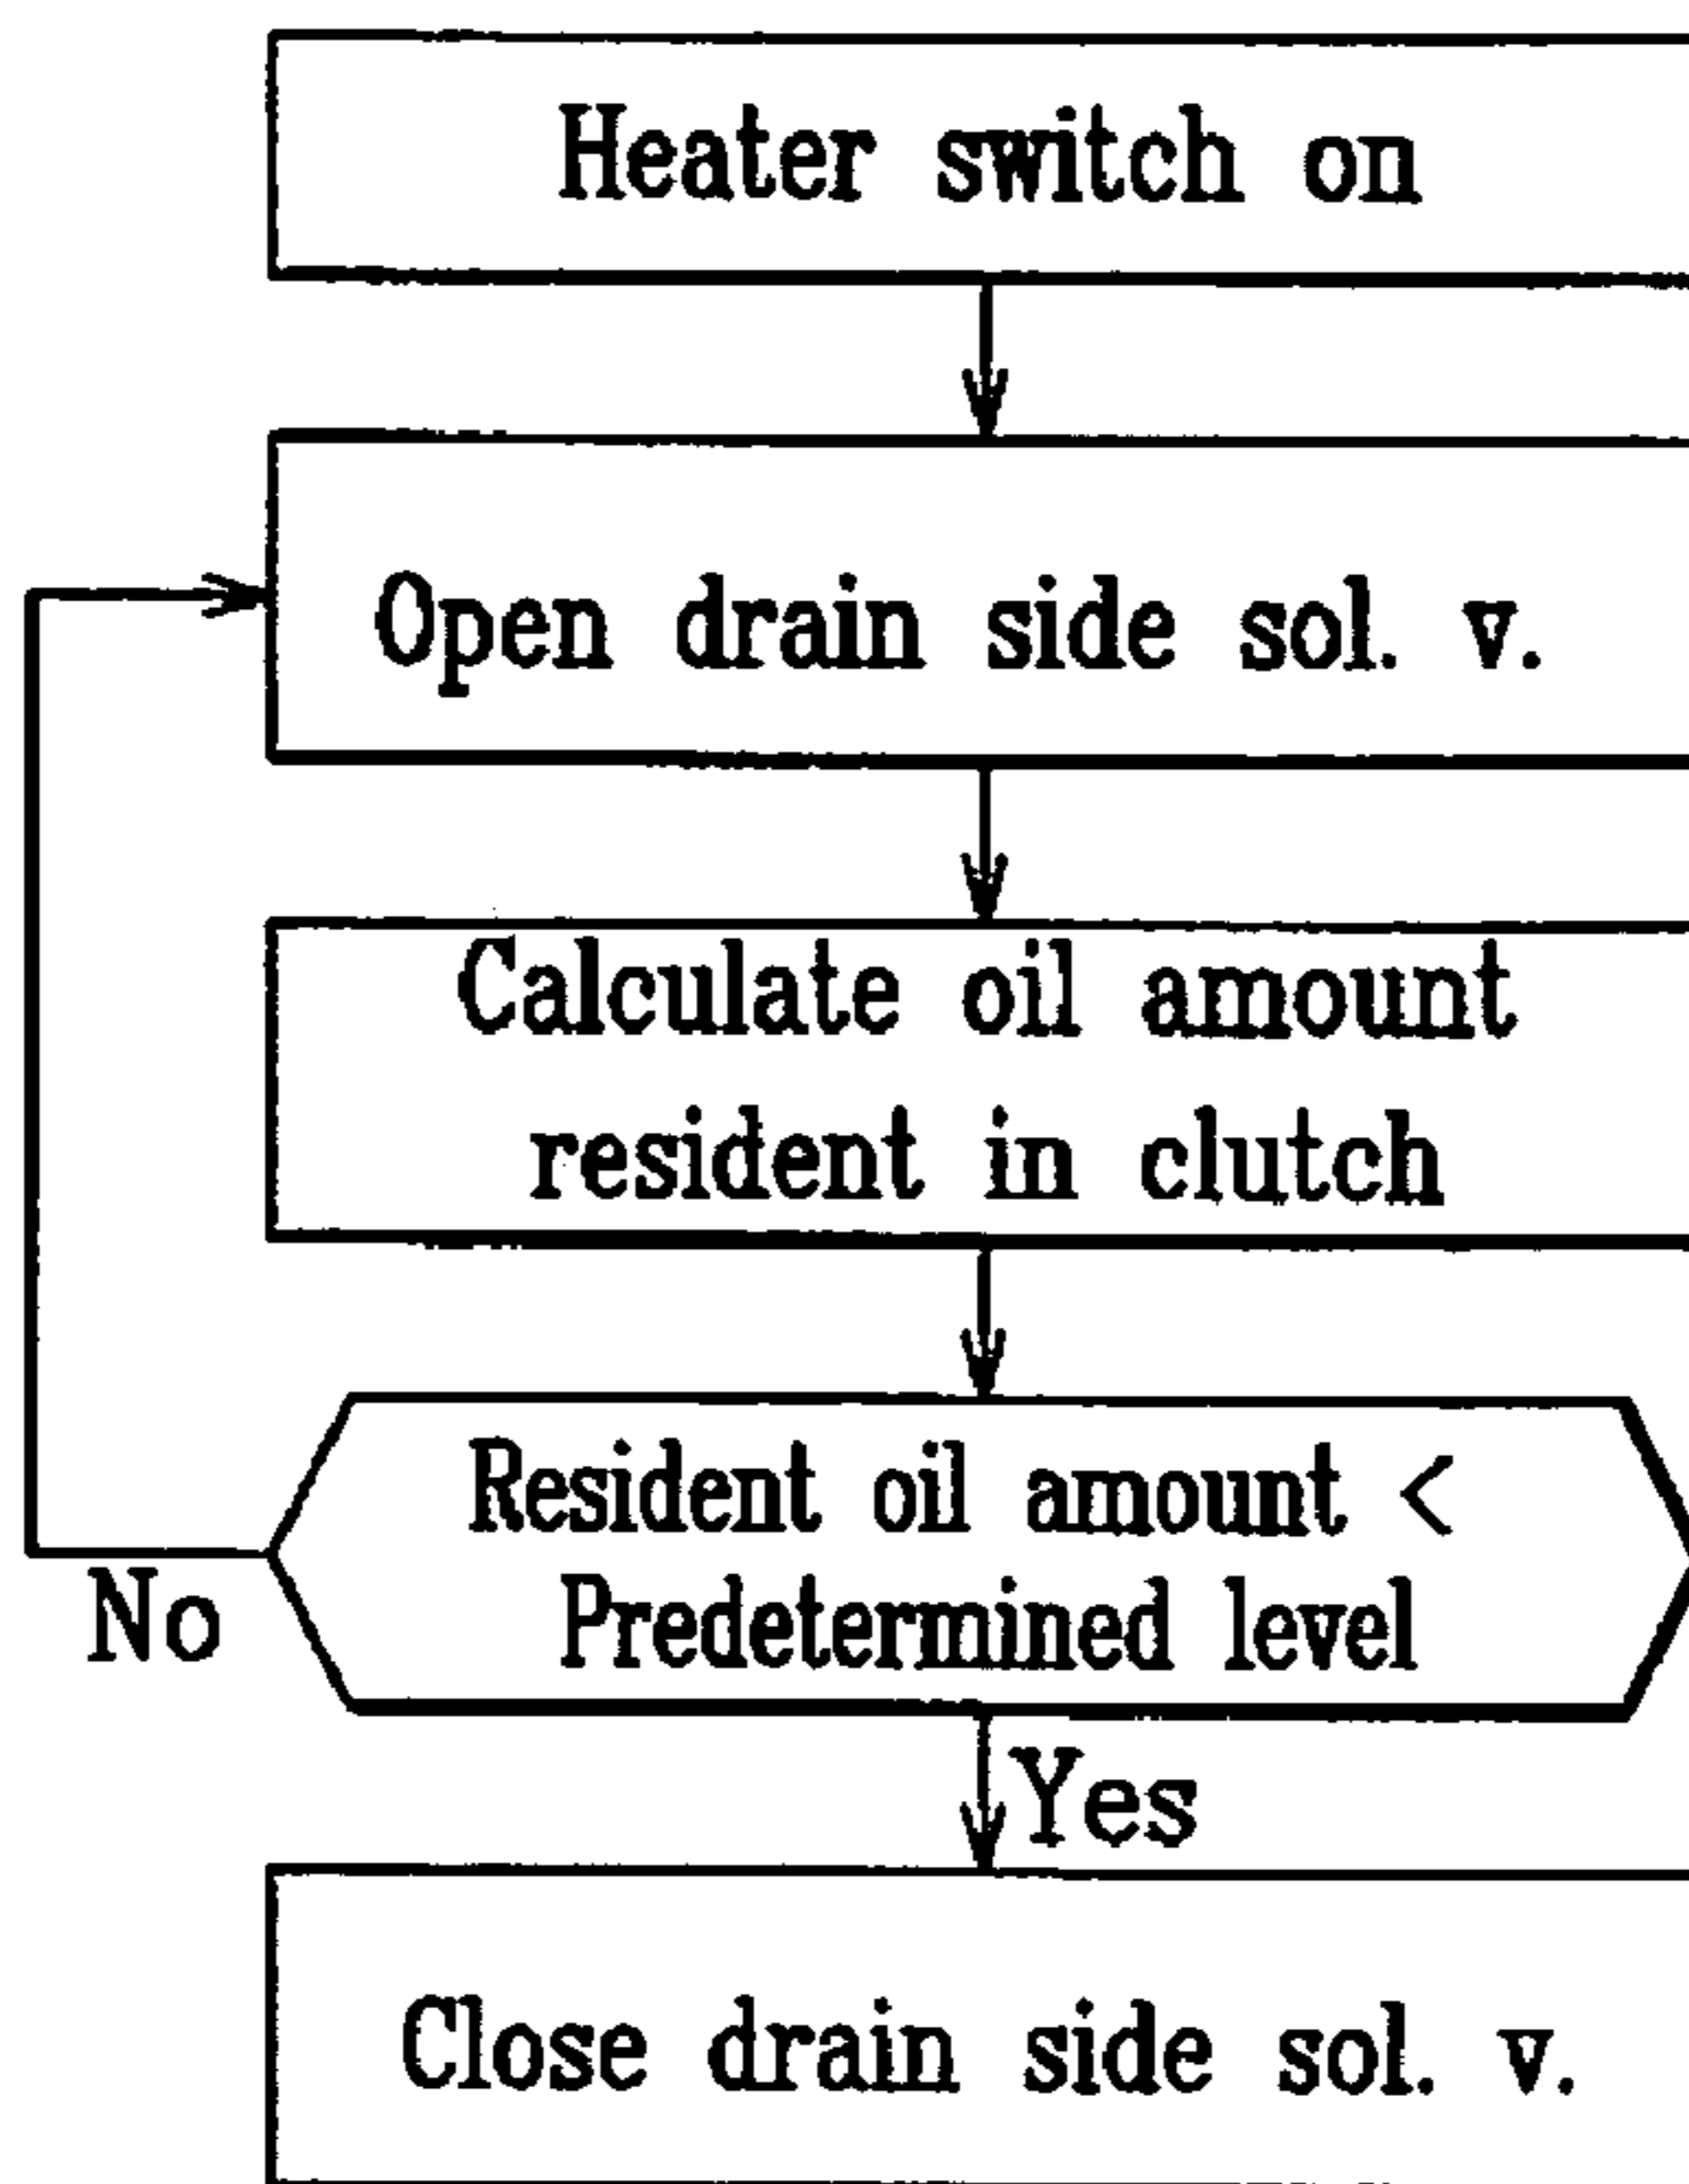 Heater switch on
Open drain side sol. v.
Calculate oil amount
resident in clutch
Resident oil amount <
Predetermined level
No
Yes
Close drain side sol. v.